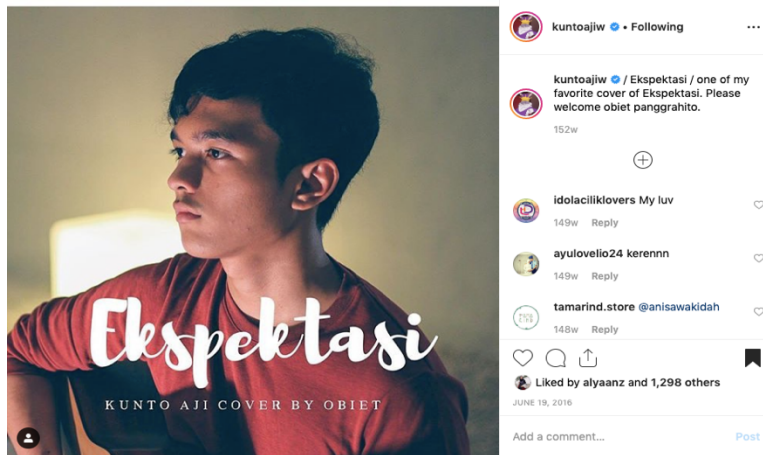 Ekspektasi
KUNTO AJI COVER BY OBIET
kuntoajiw • Following
kuntoajiw / Ekspektasi / one of my
favorite cover of Ekspektasi. Please
welcome obiet panggrahito.
152w
idolaciliklovers My luv
149w Reply
ayulovelio24 kerennn
149w Reply
tamarind.store @anisawakidah
148w Reply
Liked by alyaanz and 1,298 others
JUNE 19, 2016
Add a comment... Post